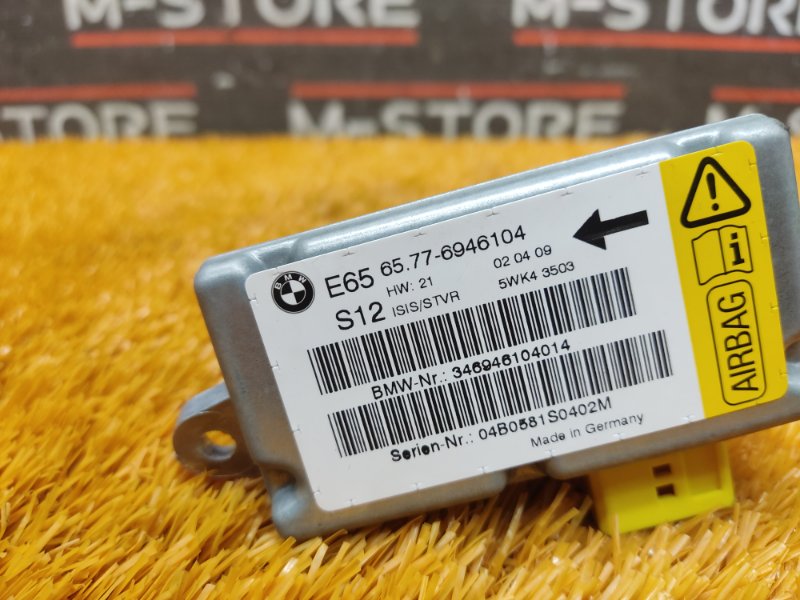 M-STORE M-STORE
M-STORE
BMW
E65 65.77-6946104
HW: 21 02 04 09
S12 ISIS/STVR 5WK4 3503
BMW-Nr.: 346946104014
Serien-Nr.: 04B0581S0402M
Made in Germany
AIRBAG